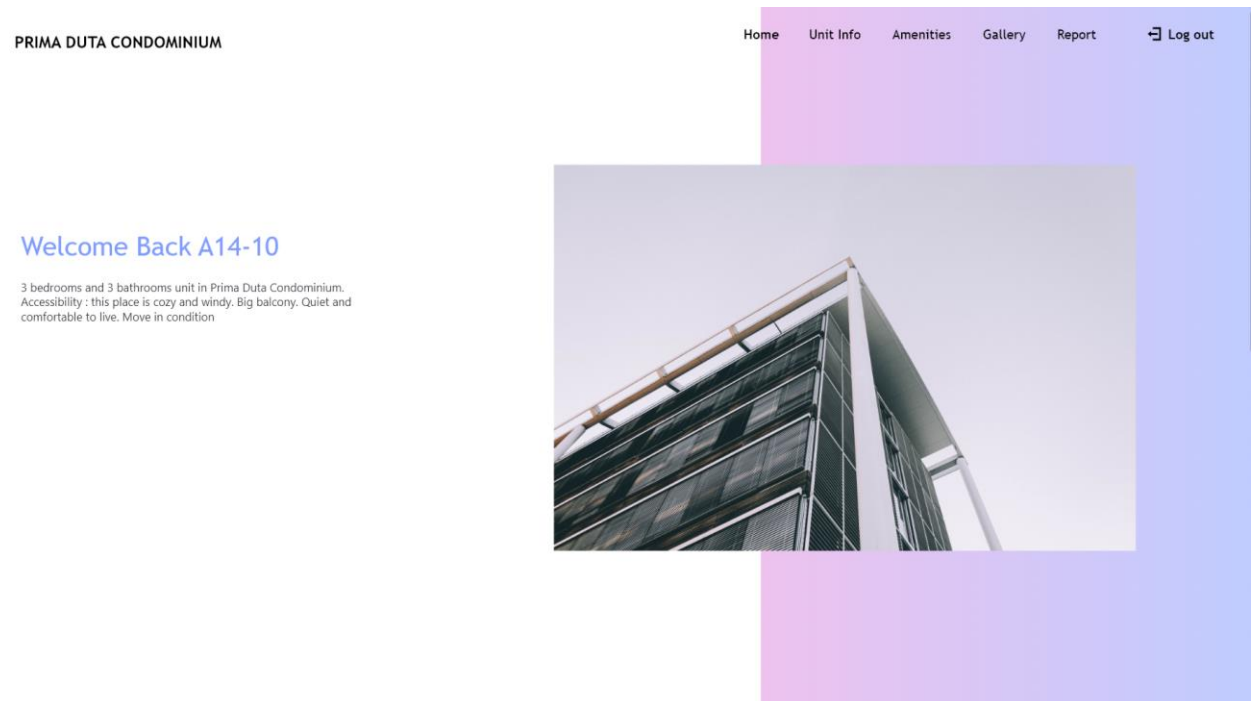 PRIMA DUTA CONDOMINIUM
Home Unit Info Amenities Gallery Report Log out
Welcome Back A14-10
3 bedrooms and 3 bathrooms unit in Prima Duta Condominium.
Accessibility : this place is cozy and windy. Big balcony. Quiet and
comfortable to live. Move in condition